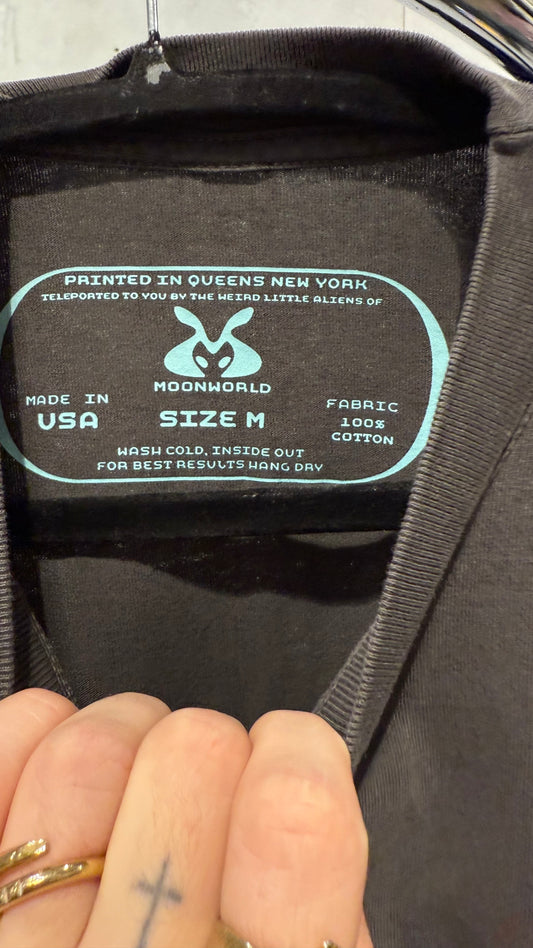 PRINTED IN QUEENS NEW YORK
TELEPORTED TO YOU BY THE WEIRD LITTLE ALIENS OF
MOONWORLD
MADE IN
USA
SIZE M
FABRIC
100%
COTTON
WASH COLD, INSIDE OUT
FOR BEST RESULTS HANG DRY